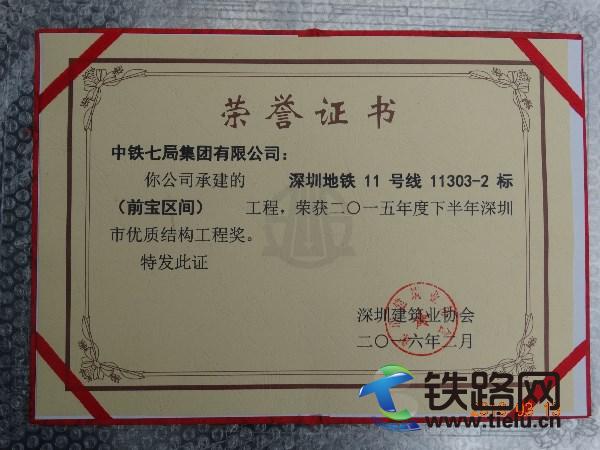 荣誉证书
中铁七局集团有限公司：
你公司承建的 深圳地铁 11 号线 11303-2 标
（前宝区间） 工程，荣获二〇一五年度下半年深圳
市优质结构工程奖。
特发此证
深圳建筑业协会
二〇一六年二月
铁路网
www.tielu.cn